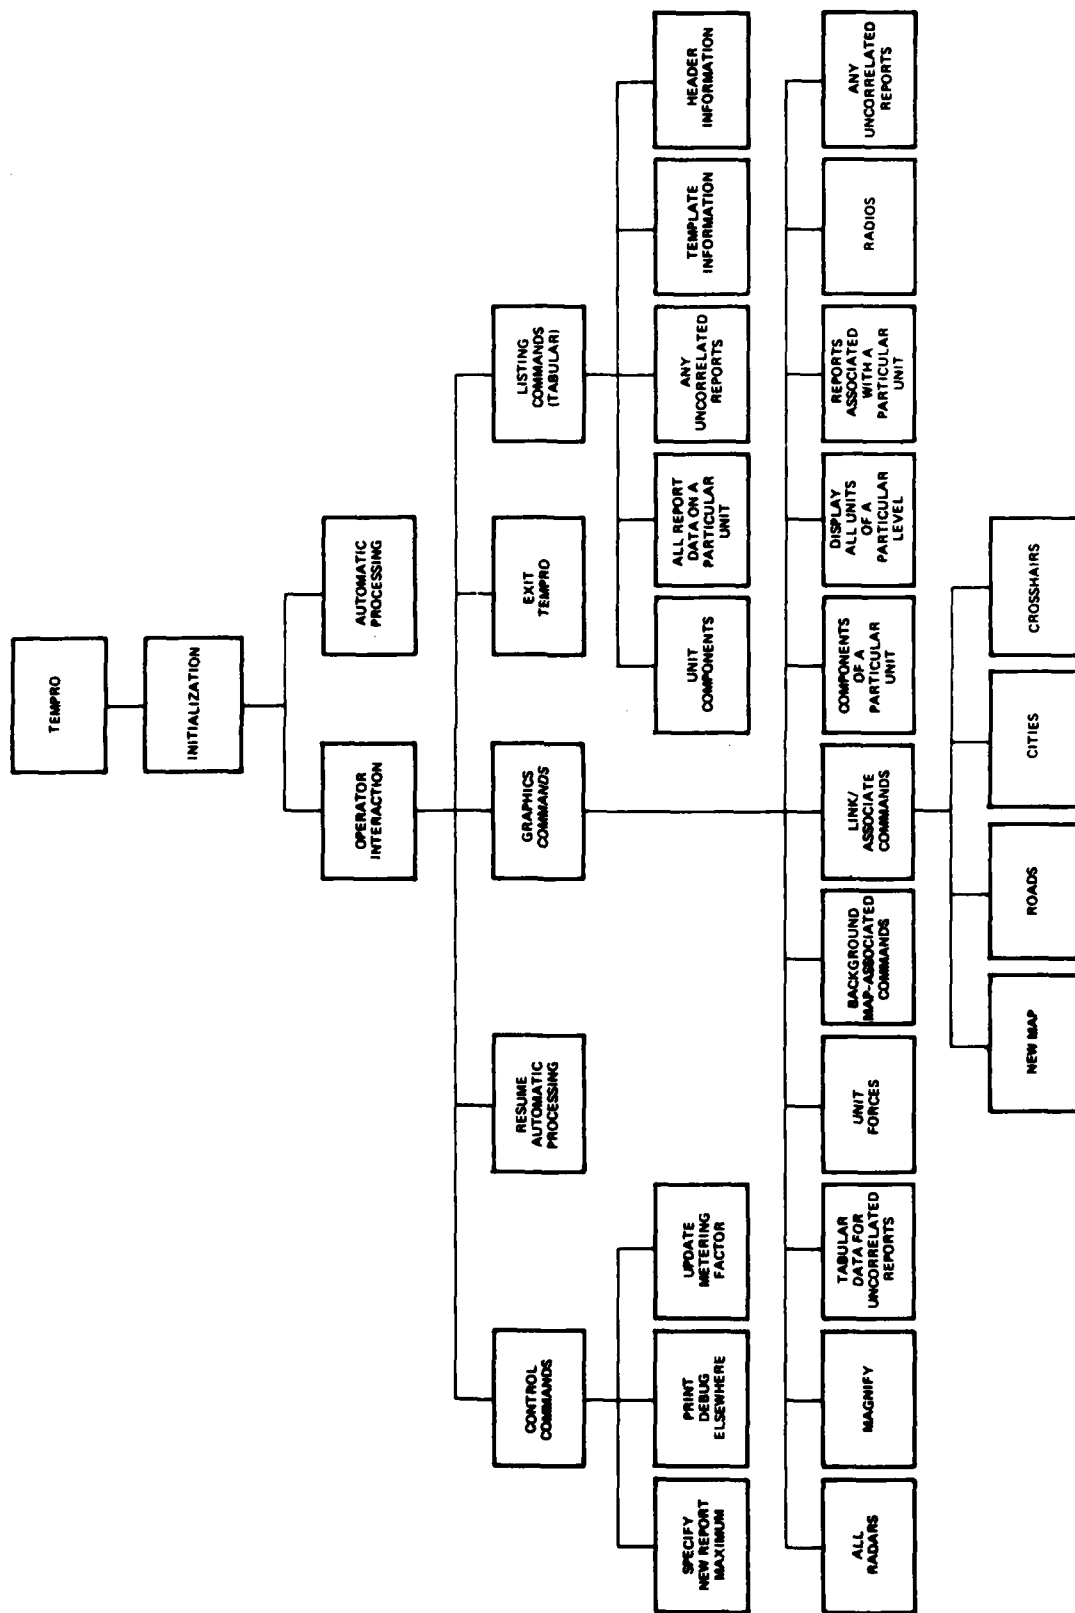 TEMPRO
INITIALIZATION
OPERATOR
INTERACTION
AUTOMATIC
PROCESSING
CONTROL
COMMANDS
RESUME
AUTOMATIC
PROCESSING
GRAPHICS
COMMANDS
EXIT
TEMPRO
LISTING
COMMANDS
(TABULAR)
SPECIFY
NEW REPORT
MAXIMUM
PRINT
DEBUG
ELSEWHERE
UPDATE
METERING
FACTOR
UNIT
COMPONENTS
ALL REPORT
DATA ON A
PARTICULAR
UNIT
ANY
UNCORRELATED
REPORTS
TEMPLATE
INFORMATION
HEADER
INFORMATION
ALL
RADARS
MAGNIFY
TABULAR
DATA FOR
UNCORRELATED
REPORTS
UNIT
FORCES
BACKGROUND
MAP-ASSOCIATED
COMMANDS
LINK/
ASSOCIATE
COMMANDS
COMPONENTS
OF A
PARTICULAR
UNIT
DISPLAY
ALL UNITS
OF A
PARTICULAR
LEVEL
REPORTS
ASSOCIATED
WITH A
PARTICULAR
UNIT
RADIOS
ANY
UNCORRELATED
REPORTS
NEW MAP
ROADS
CITIES
CROSSHAIRS